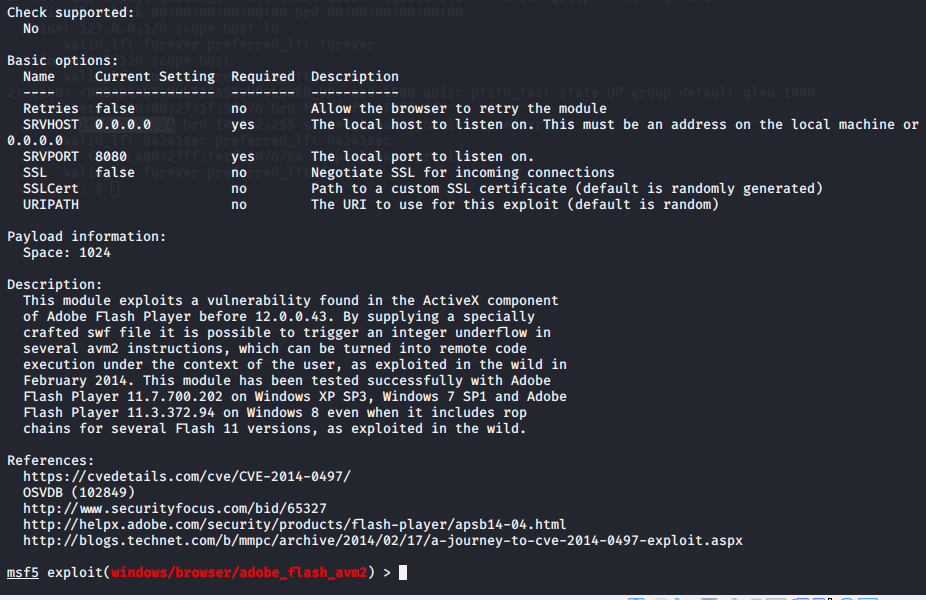 Check supported:
No
Basic options:
Name Current Setting Required Description
---- --------------- -------- -----------
Retries false no Allow the browser to retry the module
SRVHOST 0.0.0.0 yes The local host to listen on. This must be an address on the local machine or
0.0.0.0
SRVPORT 8080 yes The local port to listen on.
SSL false no Negotiate SSL for incoming connections
SSLCert no Path to a custom SSL certificate (default is randomly generated)
URIPATH no The URI to use for this exploit (default is random)
Payload information:
Space: 1024
Description:
This module exploits a vulnerability found in the ActiveX component
of Adobe Flash Player before 12.0.0.43. By supplying a specially
crafted swf file it is possible to trigger an integer underflow in
several avm2 instructions, which can be turned into remote code
execution under the context of the user, as exploited in the wild in
February 2014. This module has been tested successfully with Adobe
Flash Player 11.7.700.202 on Windows XP SP3, Windows 7 SP1 and Adobe
Flash Player 11.3.372.94 on Windows 8 even when it includes rop
chains for several Flash 11 versions, as exploited in the wild.
References:
https://cvedetails.com/cve/CVE-2014-0497/
OSVDB (102849)
http://www.securityfocus.com/bid/65327
http://helpx.adobe.com/security/products/flash-player/apsb14-04.html
http://blogs.technet.com/b/mmpc/archive/2014/02/17/a-journey-to-cve-2014-0497-exploit.aspx
msf5 exploit(windows/browser/adobe_flash_avm2) >